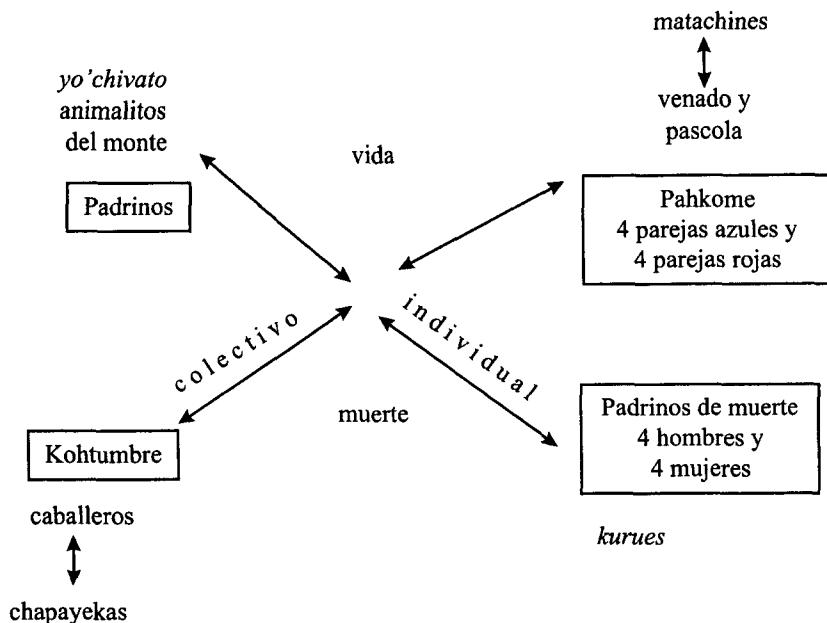 matachines
yo’chivato
animalitos
del monte
venado y
pascola
vida
Padrinos
Pahkome
4 parejas azules y
4 parejas rojas
colectivo
individual
muerte
Padrinos de muerte
4 hombres y
4 mujeres
Kohtumbre
caballeros
kurues
chapayekas